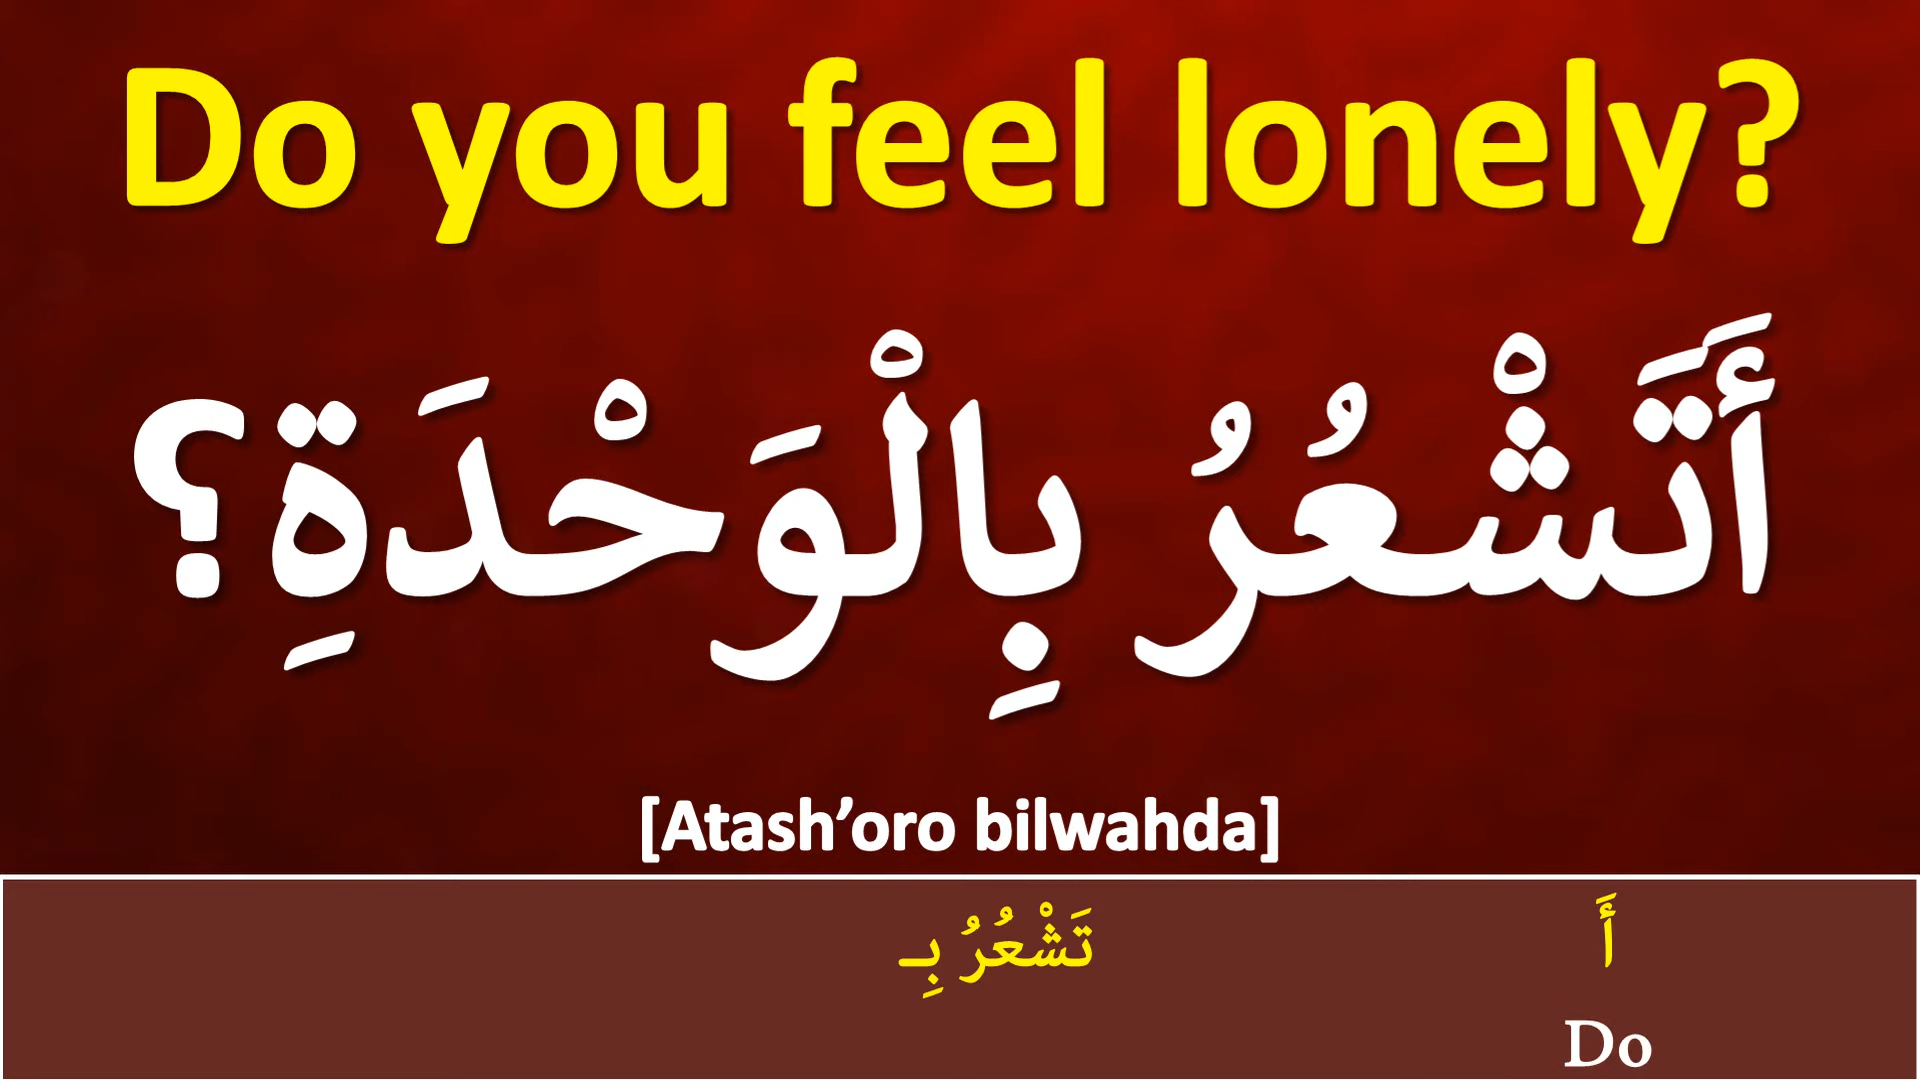 Do you feel lonely?
أَتَشْعُرُ بِالْوَحْدَةِ؟
[Atash’oro bilwahda]
أَ تَشْعُرُ بِـ
Do